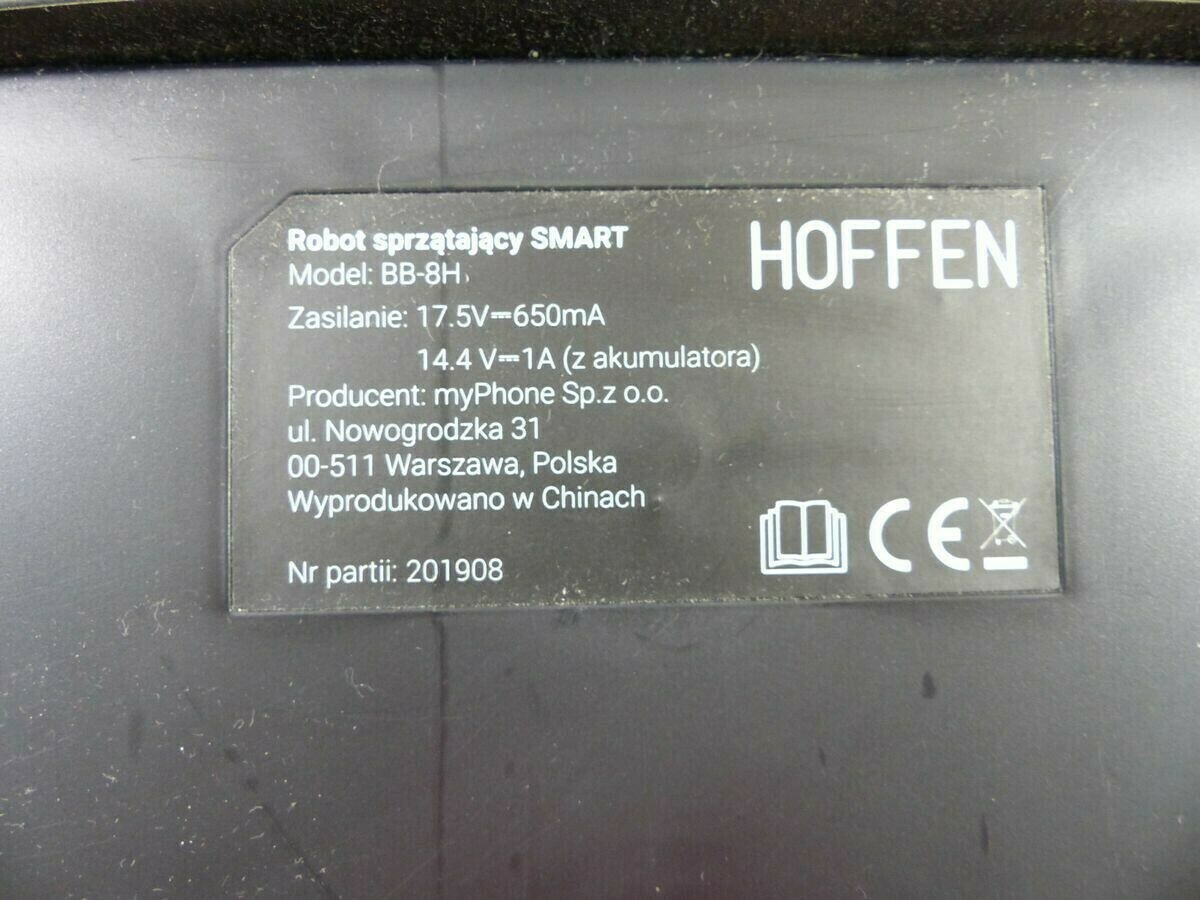 Robot sprzątający SMART
HOFFEN
Model: BB-8H
Zasilanie: 17.5V⎓650mA
14.4 V⎓1A (z akumulatora)
Producent: myPhone Sp.z o.o.
ul. Nowogrodzka 31
00-511 Warszawa, Polska
Wyprodukowano w Chinach
CE
Nr partii: 201908